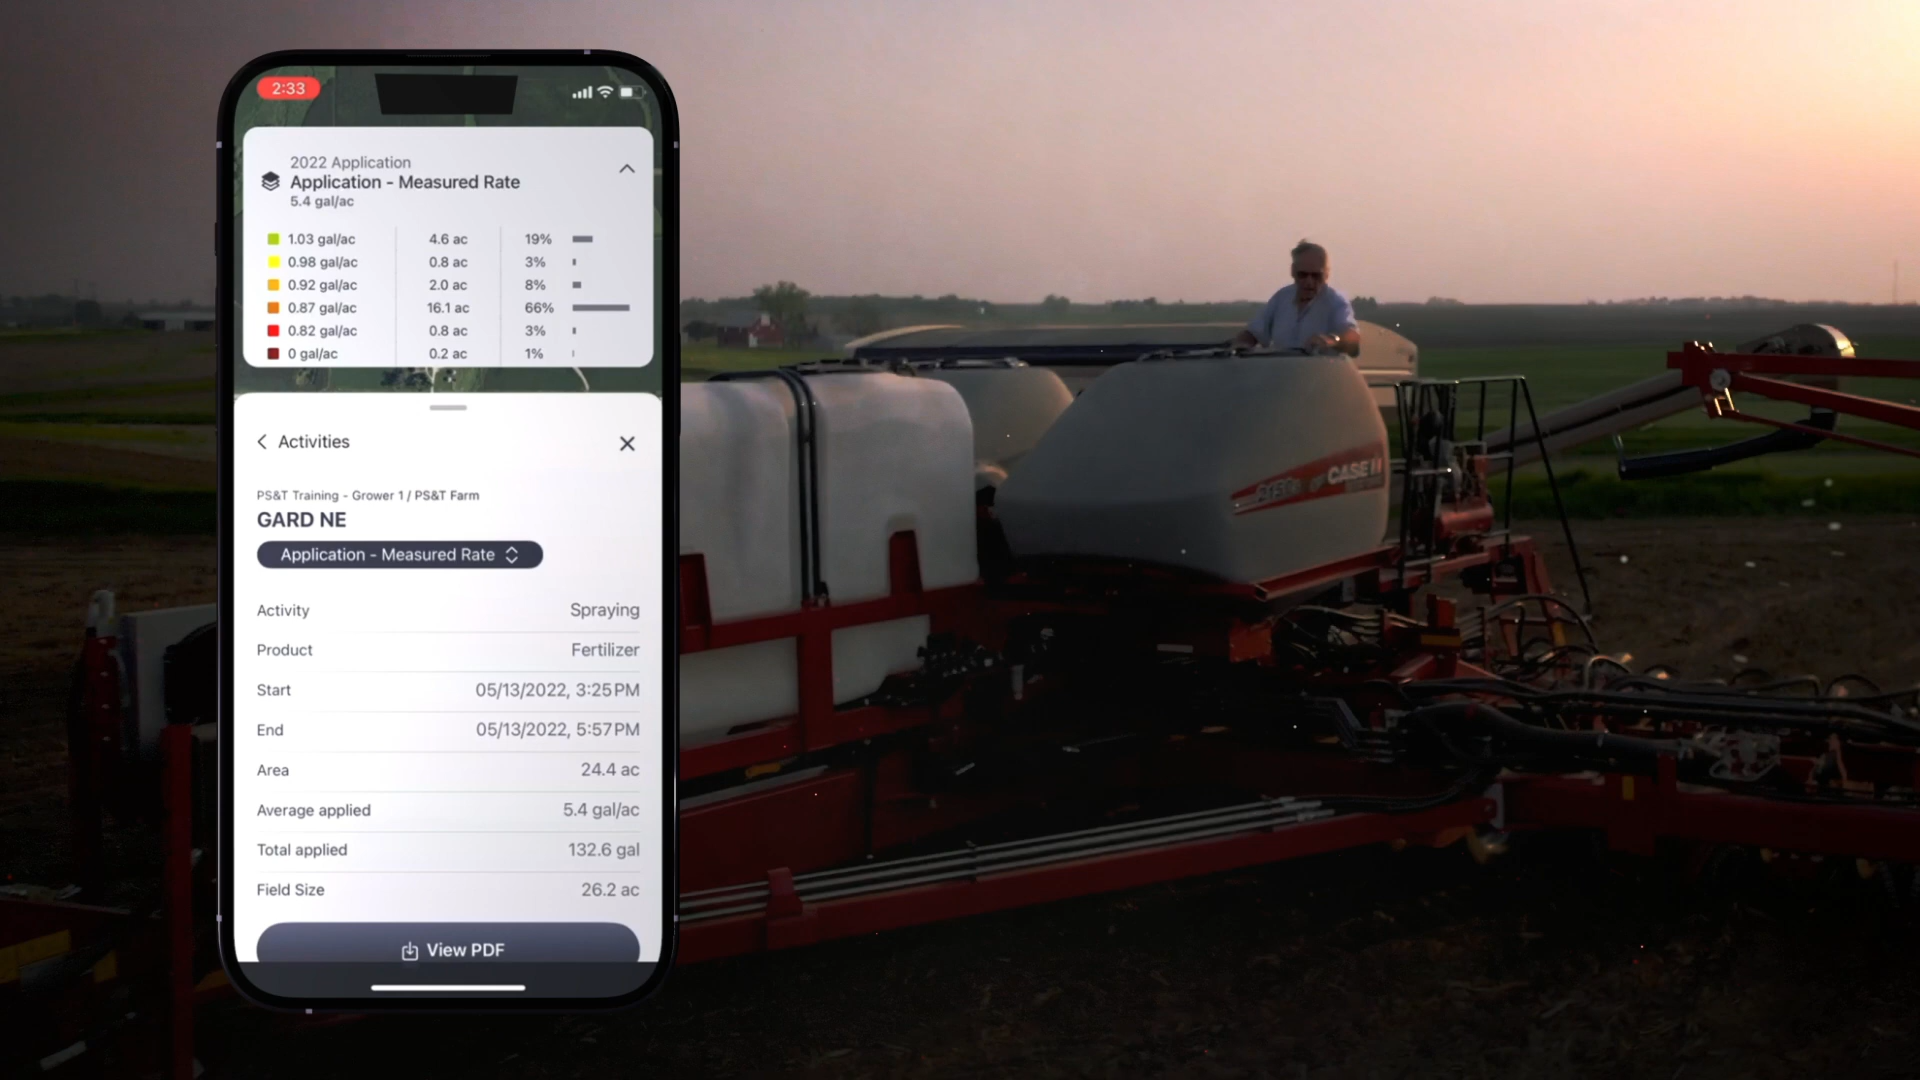 2:33
2022 Application
Application - Measured Rate
5.4 gal/ac
1.03 gal/ac 4.6 ac 19%
0.98 gal/ac 0.8 ac 3%
0.92 gal/ac 2.0 ac 8%
0.87 gal/ac 16.1 ac 66%
0.82 gal/ac 0.8 ac 3%
0 gal/ac 0.2 ac 1%
Activities
PS&T Training - Grower 1 / PS&T Farm
GARD NE
Application - Measured Rate
Activity Spraying
Product Fertilizer
Start 05/13/2022, 3:25 PM
End 05/13/2022, 5:57 PM
Area 24.4 ac
Average applied 5.4 gal/ac
Total applied 132.6 gal
Field Size 26.2 ac
View PDF
CASE IH